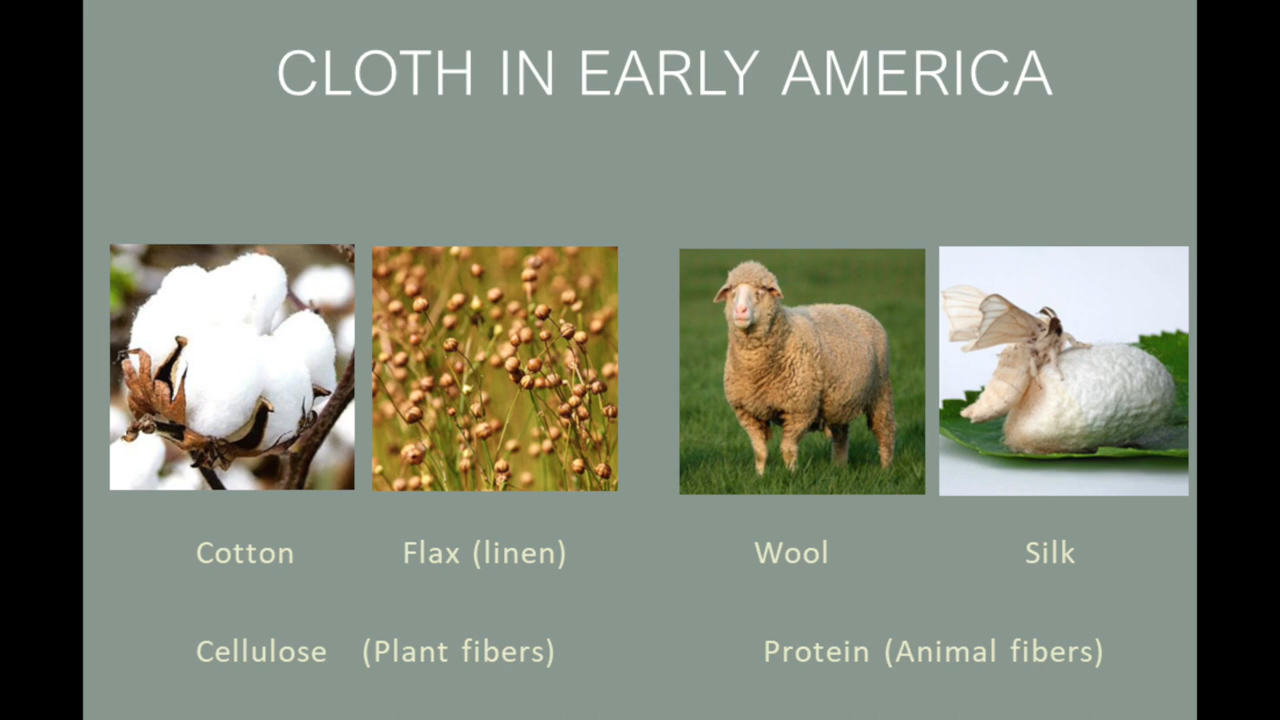 CLOTH IN EARLY AMERICA
Cotton
Flax (linen)
Wool
Silk
Cellulose (Plant fibers)
Protein (Animal fibers)